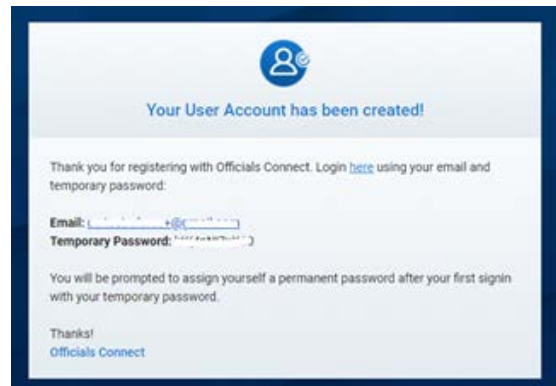 Your User Account has been created!
Thank you for registering with Officials Connect. Login here using your email and
temporary password:
Email:
Temporary Password:
You will be prompted to assign yourself a permanent password after your first signin
with your temporary password.
Thanks!
Officials Connect